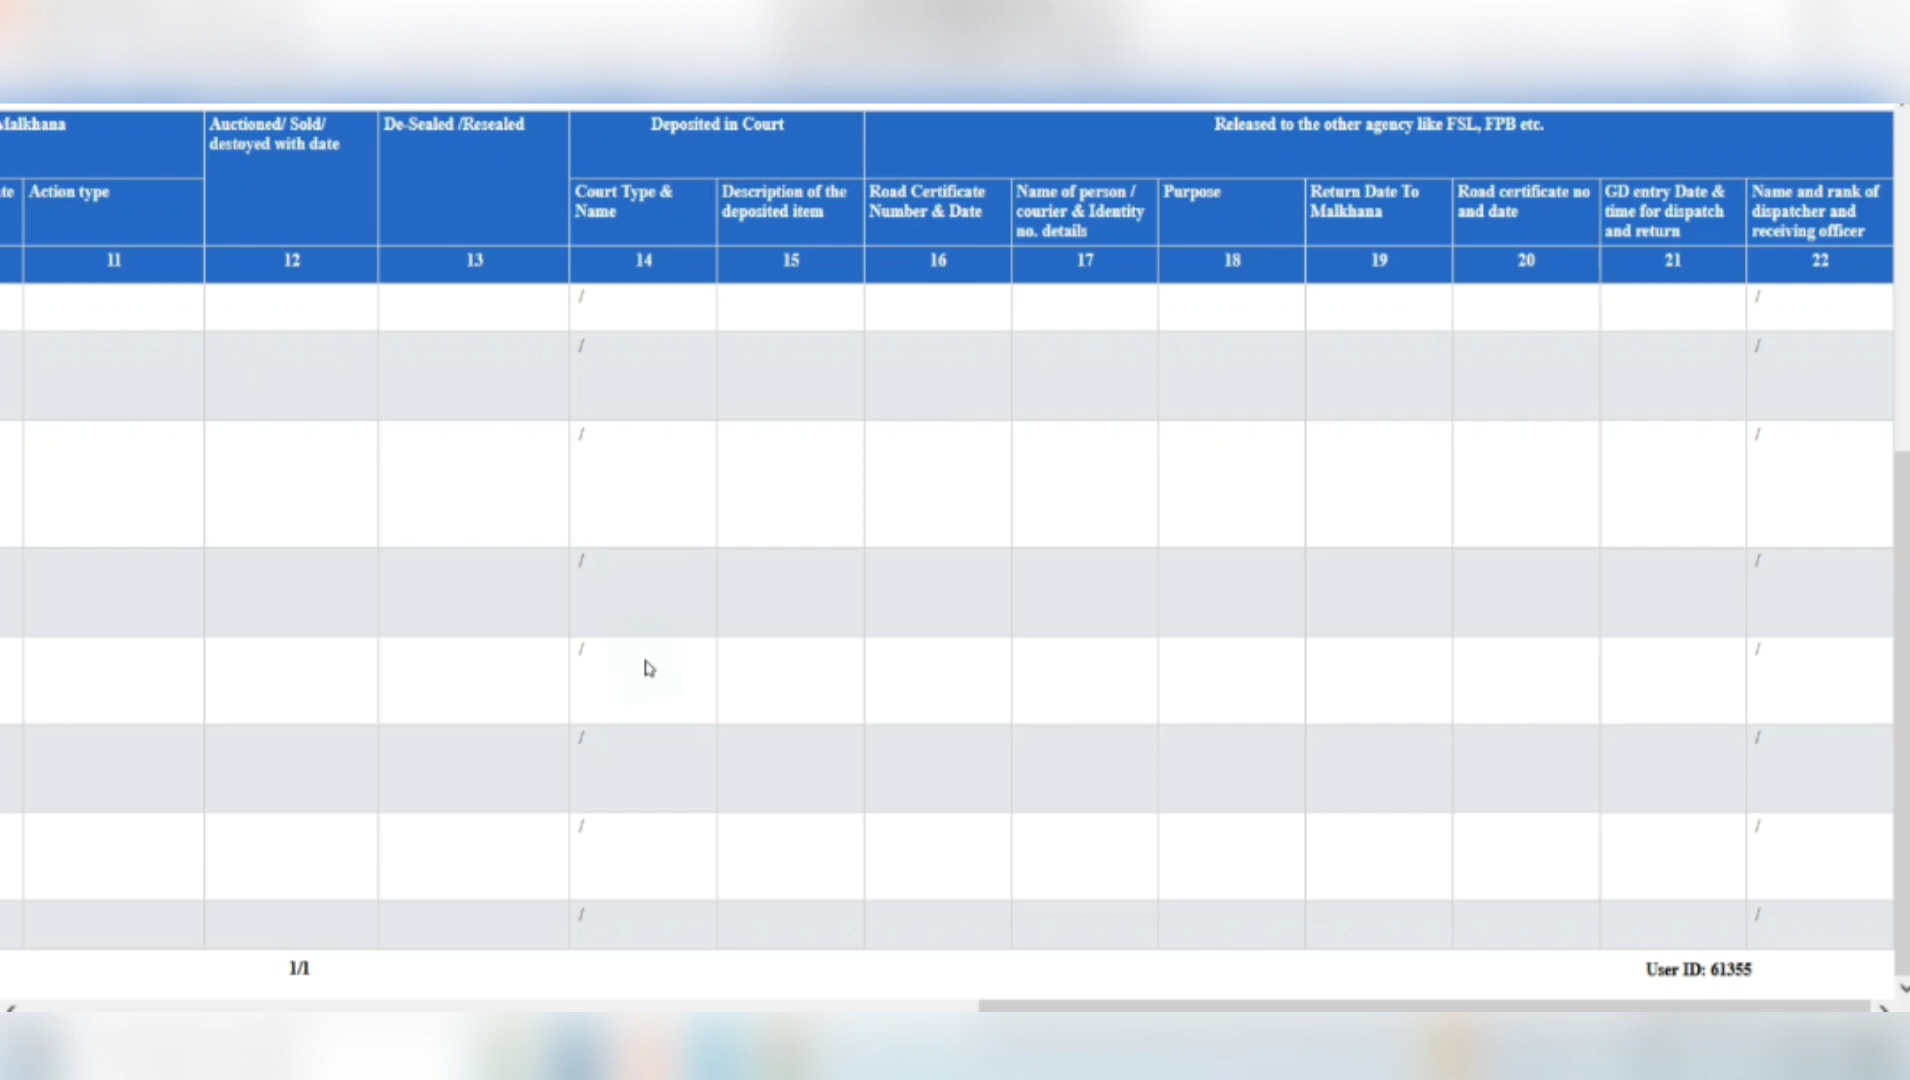 Malkhana
Auctioned/ Sold/
destoyed with date
De-Sealed /Resealed
Deposited in Court
Released to the other agency like FSL, FPB etc.
Action type
Court Type &
Name
Description of the
deposited item
Road Certificate
Number & Date
Name of person /
courier & Identity
no. details
Purpose
Return Date To
Malkhana
Road certificate no
and date
GD entry Date &
time for dispatch
and return
Name and rank of
dispatcher and
receiving officer
11 12 13 14 15 16 17 18 19 20 21 22
/ /
/ /
/ /
/ /
/ /
/ /
/ /
/ /
1/1 User ID: 61355